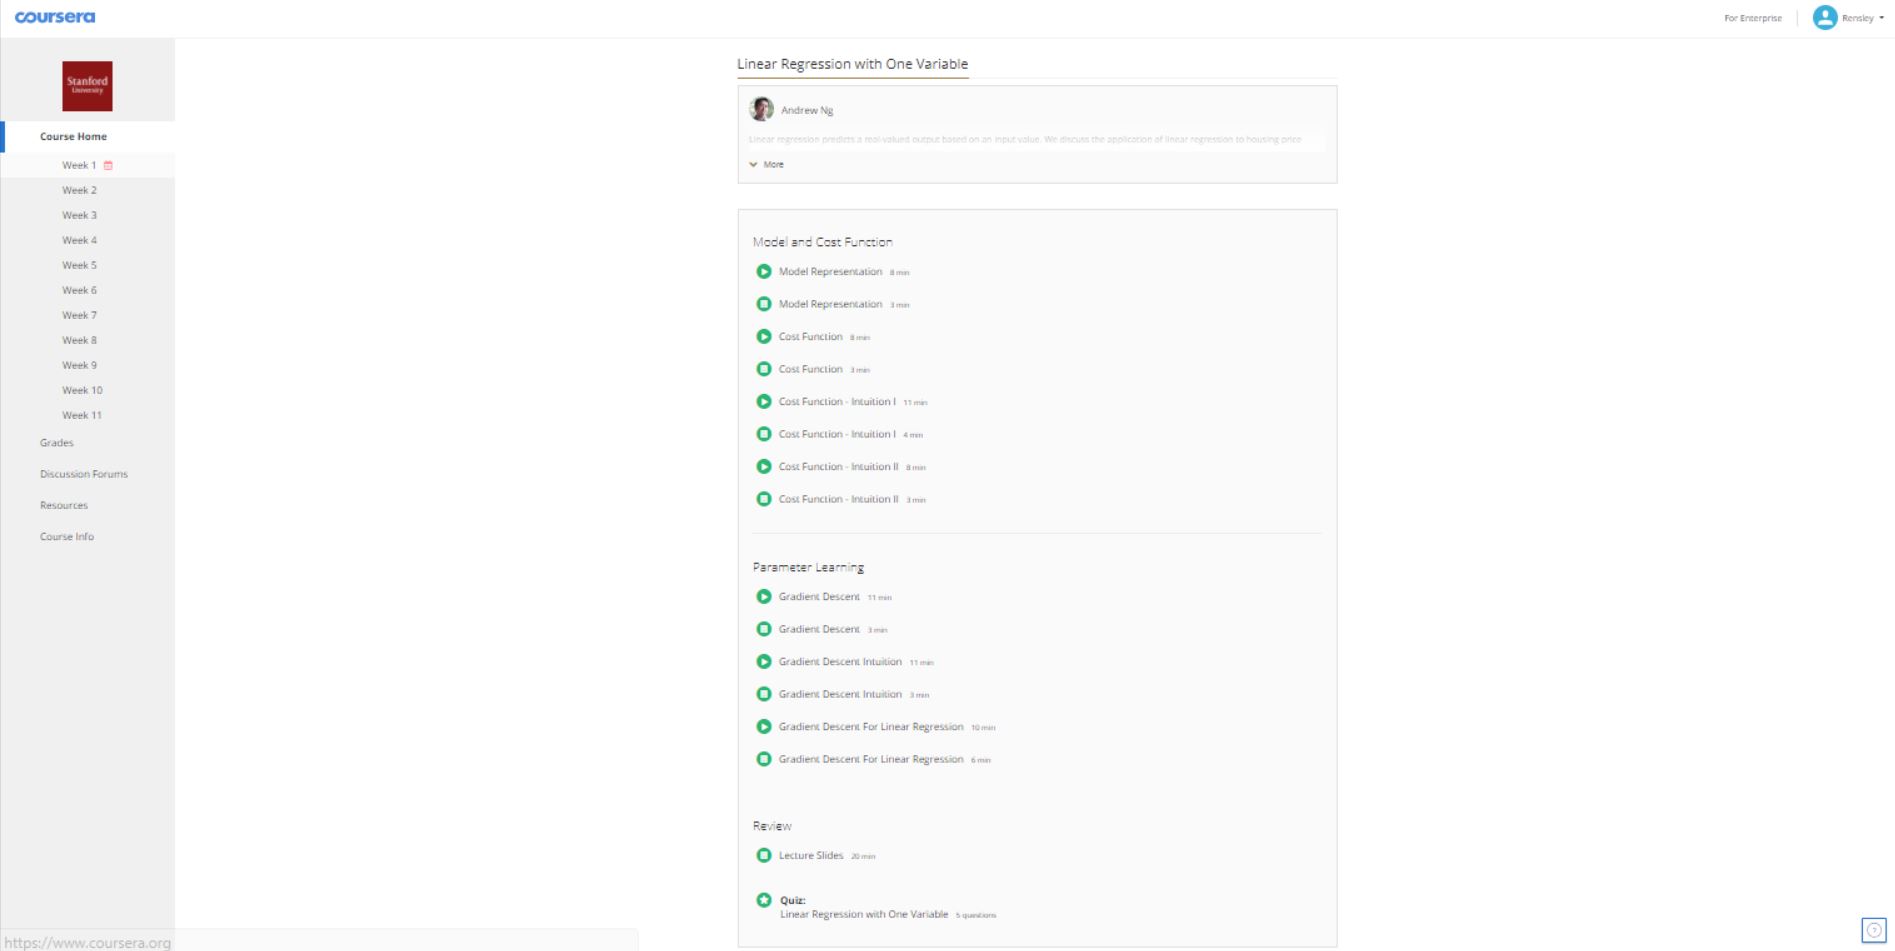 coursera
For Enterprise
Rensley
Stanford
University
Course Home
Week 1
Week 2
Week 3
Week 4
Week 5
Week 6
Week 7
Week 8
Week 9
Week 10
Week 11
Grades
Discussion Forums
Resources
Course Info
Linear Regression with One Variable
Andrew Ng
Linear regression predicts a real-valued output based on an input value. We discuss the application of linear regression to housing price
More
Model and Cost Function
Model Representation 8 min
Model Representation 3 min
Cost Function 8 min
Cost Function 3 min
Cost Function - Intuition I 11 min
Cost Function - Intuition I 4 min
Cost Function - Intuition II 8 min
Cost Function - Intuition II 3 min
Parameter Learning
Gradient Descent 11 min
Gradient Descent 3 min
Gradient Descent Intuition 11 min
Gradient Descent Intuition 3 min
Gradient Descent For Linear Regression 10 min
Gradient Descent For Linear Regression 6 min
Review
Lecture Slides 20 min
Quiz:
Linear Regression with One Variable 5 questions
https://www.coursera.org
?